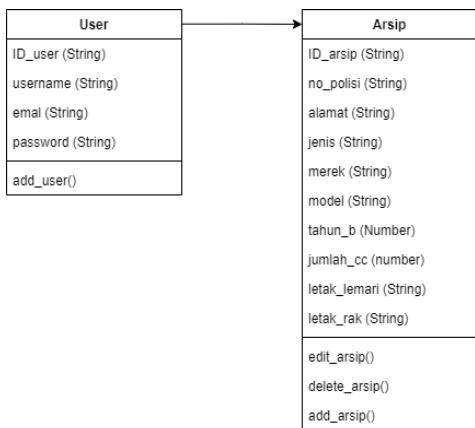 User
ID_user (String)
username (String)
emal (String)
password (String)
add_user()
Arsip
ID_arsip (String)
no_polisi (String)
alamat (String)
jenis (String)
merek (String)
model (String)
tahun_b (Number)
jumlah_cc (number)
letak_lemari (String)
letak_rak (String)
edit_arsip()
delete_arsip()
add_arsip()